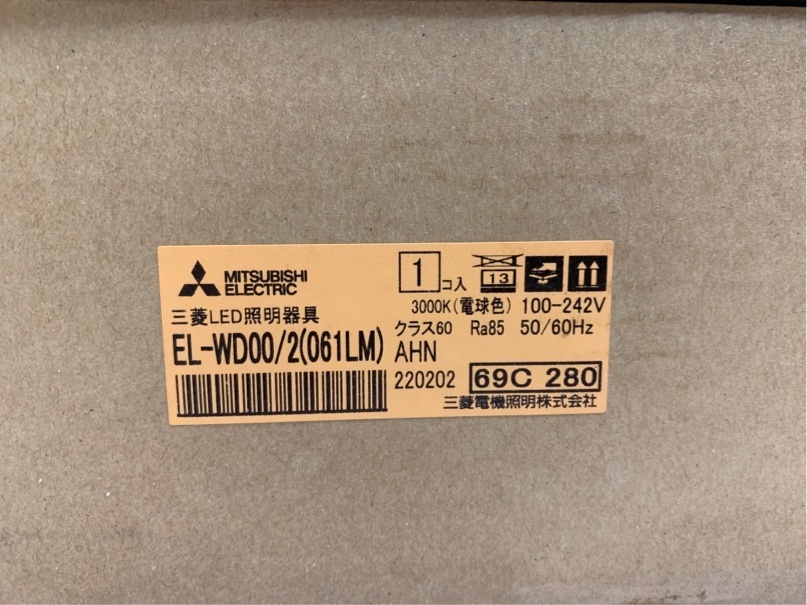 MITSUBISHI
ELECTRIC
1コ入
13
三菱LED照明器具
3000K(電球色) 100-242V
クラス60 Ra85 50/60Hz
EL-WD00/2(061LM) AHN
220202 69C 280
三菱電機照明株式会社